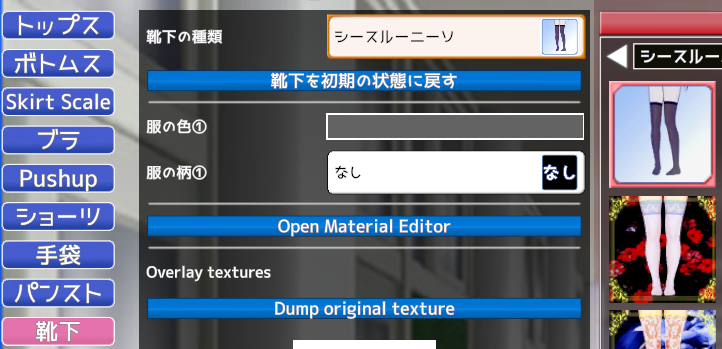 トップス
ボトムス
Skirt Scale
ブラ
Pushup
ショーツ
手袋
パンスト
靴下
靴下の種類
シースルーニーソ
靴下を初期の状態に戻す
服の色①
服の柄①
なし
なし
Open Material Editor
Overlay textures
Dump original texture
シースルー